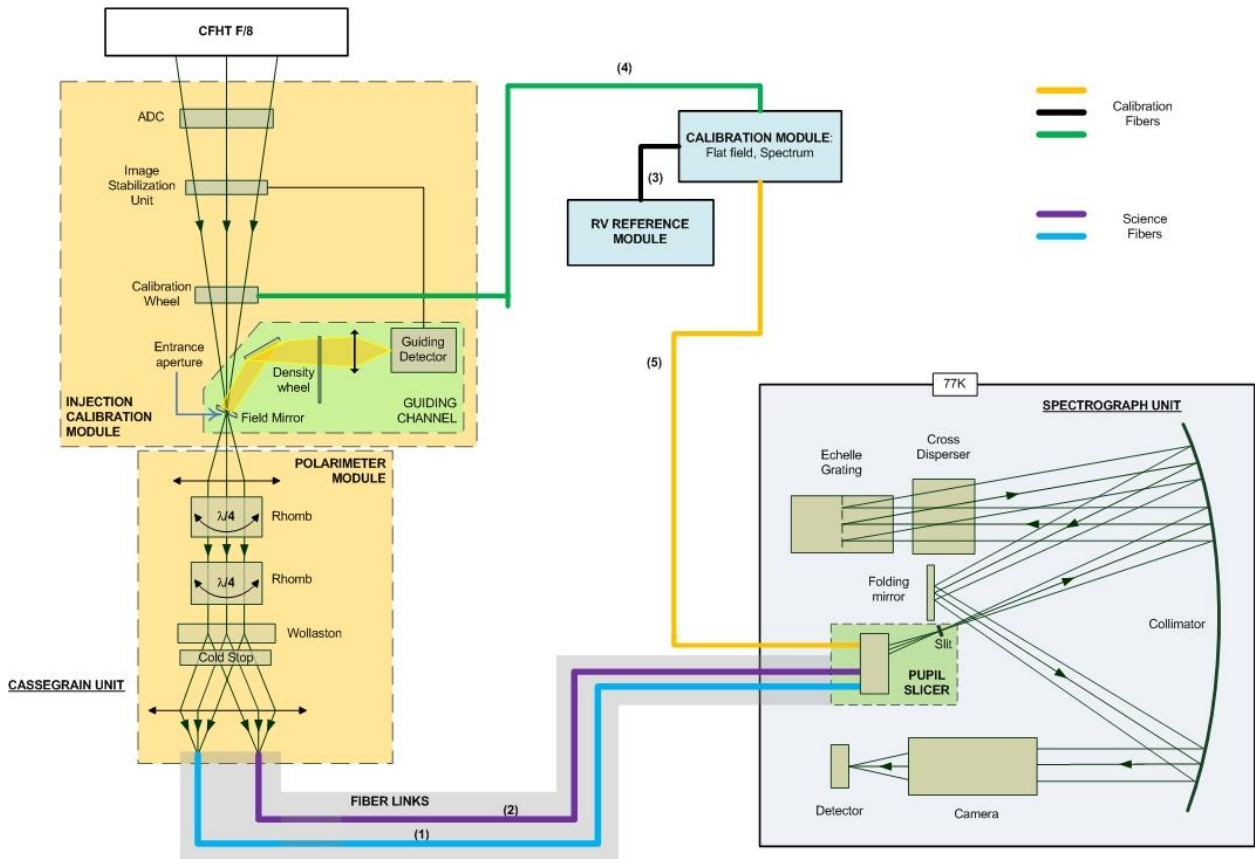 CFHT F/8
(4)
ADC
Image
Stabilization
Unit
Calibration
Wheel
Entrance
aperture
Guiding
Detector
Density
wheel
Field Mirror
GUIDING
CHANNEL
INJECTION
CALIBRATION
MODULE
CALIBRATION MODULE:
Flat field, Spectrum
(3)
RV REFERENCE
MODULE
Calibration
Fibers
Science
Fibers
(5)
POLARIMETER
MODULE
λ/4
Rhomb
λ/4
Rhomb
Wollaston
Cold Stop
CASSEGRAIN UNIT
FIBER LINKS
(2)
(1)
77K
SPECTROGRAPH UNIT
Echelle
Grating
Cross
Disperser
Folding
mirror
Slit
Collimator
PUPIL
SLICER
Detector
Camera